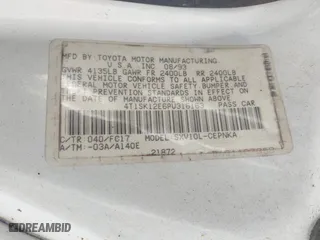 MFD. BY TOYOTA MOTOR MANUFACTURING
U S A INC 08/93
GVWR 4135LB GAWR FR 2400LB RR 2400LB
THIS VEHICLE CONFORMS TO ALL APPLICABLE
FEDERAL MOTOR VEHICLE SAFETY, BUMPER, AND
THEFT PREVENTION STANDARDS IN EFFECT ON
THE DATE OF MANUFACTURE SHOWN ABOVE
PASS CAR
C/TR 040/FC17 MODEL SXV10L-CEPNKA
A/TM -03A/A140E
21872